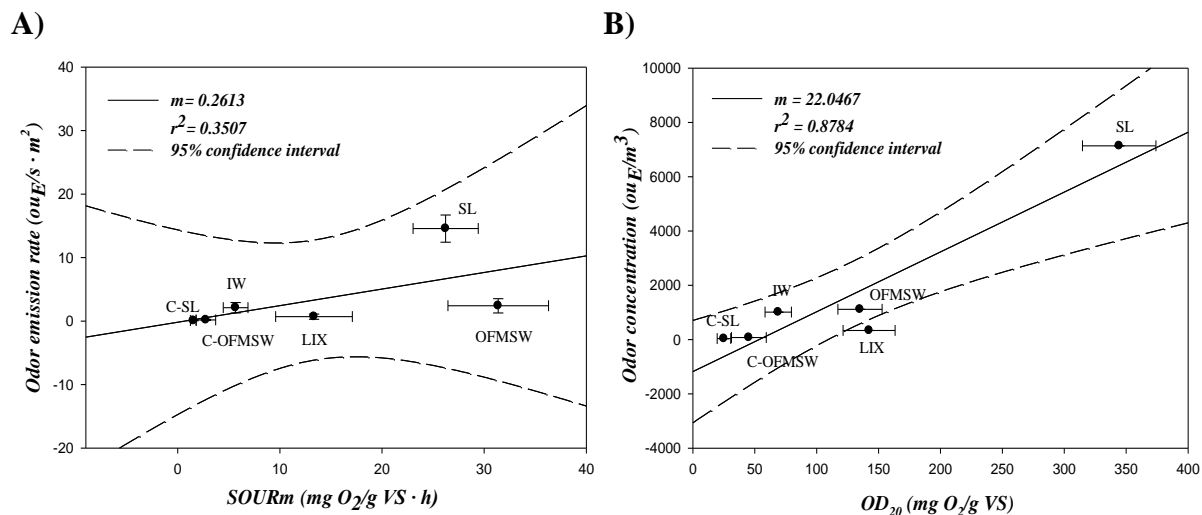 A)
40
30
20
10
0
-10
-20
0
10
20
30
40
Odor emission rate (ouE/s · m²)
SOURm (mg O2/g VS · h)
m= 0.2613
r² = 0.3507
95% confidence interval
SL
IW
C-SL
C-OFMSW
LIX
OFMSW
B)
10000
8000
6000
4000
2000
0
-2000
-4000
0
50
100
150
200
250
300
350
400
Odor concentration (ouE/m³)
OD20 (mg O2/g VS)
m = 22.0467
r² = 0.8784
95% confidence interval
SL
IW
OFMSW
C-SL
LIX
C-OFMSW